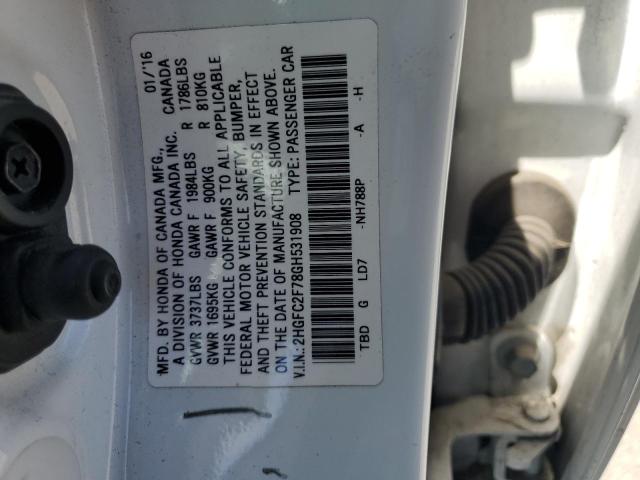 MFD. BY HONDA OF CANADA MFG., 01/'16
A DIVISION OF HONDA CANADA INC. CANADA
GVWR 3737LBS GAWR F 1984LBS R 1786LBS
GVWR 1695KG GAWR F 900KG R 810KG
THIS VEHICLE CONFORMS TO ALL APPLICABLE
FEDERAL MOTOR VEHICLE SAFETY, BUMPER,
AND THEFT PREVENTION STANDARDS IN EFFECT
ON THE DATE OF MANUFACTURE SHOWN ABOVE.
V.I.N.: 2HGFC2F78GH531908 TYPE: PASSENGER CAR
TBD G LD7 -NH788P -A -H